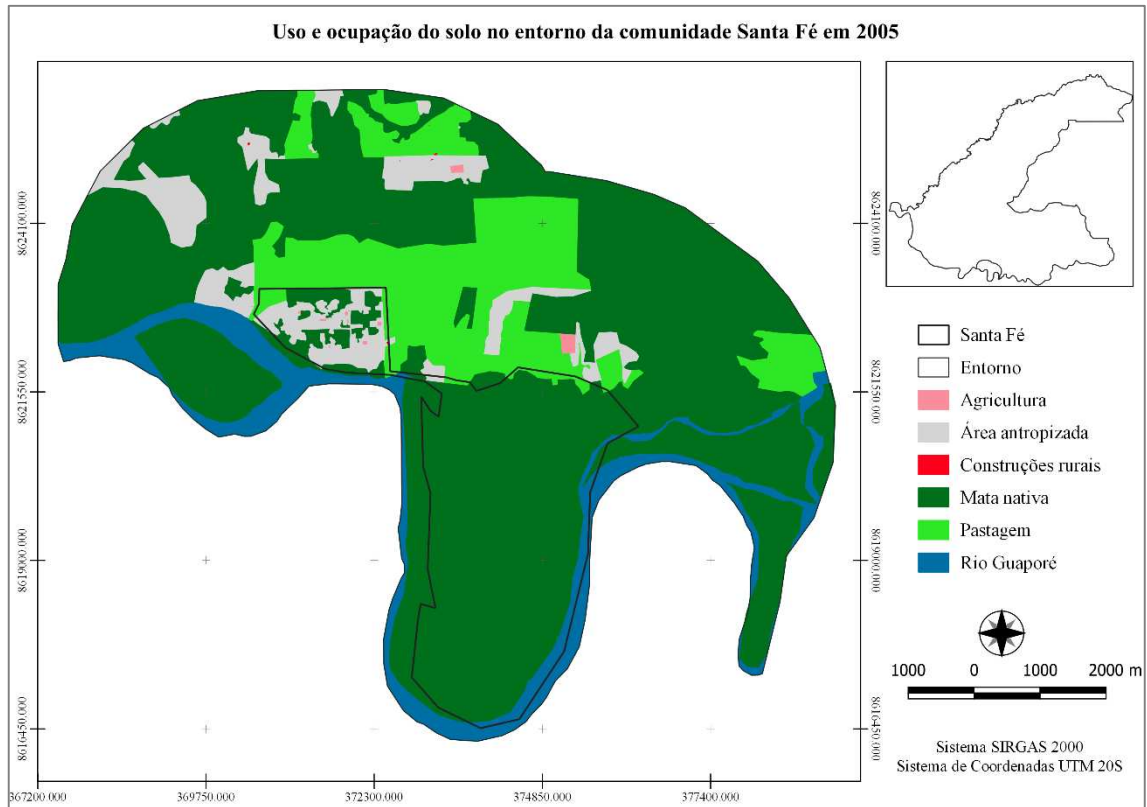 Uso e ocupação do solo no entorno da comunidade Santa Fé em 2005
8624100.000
8621550.000
8619000.000
8616450.000
8624100.000
8621550.000
8619000.000
8616450.000
367200.000
369750.000
372300.000
374850.000
377400.000
Santa Fé
Entorno
Agricultura
Área antropizada
Construções rurais
Mata nativa
Pastagem
Rio Guaporé
1000 0 1000 2000 m
Sistema SIRGAS 2000
Sistema de Coordenadas UTM 20S